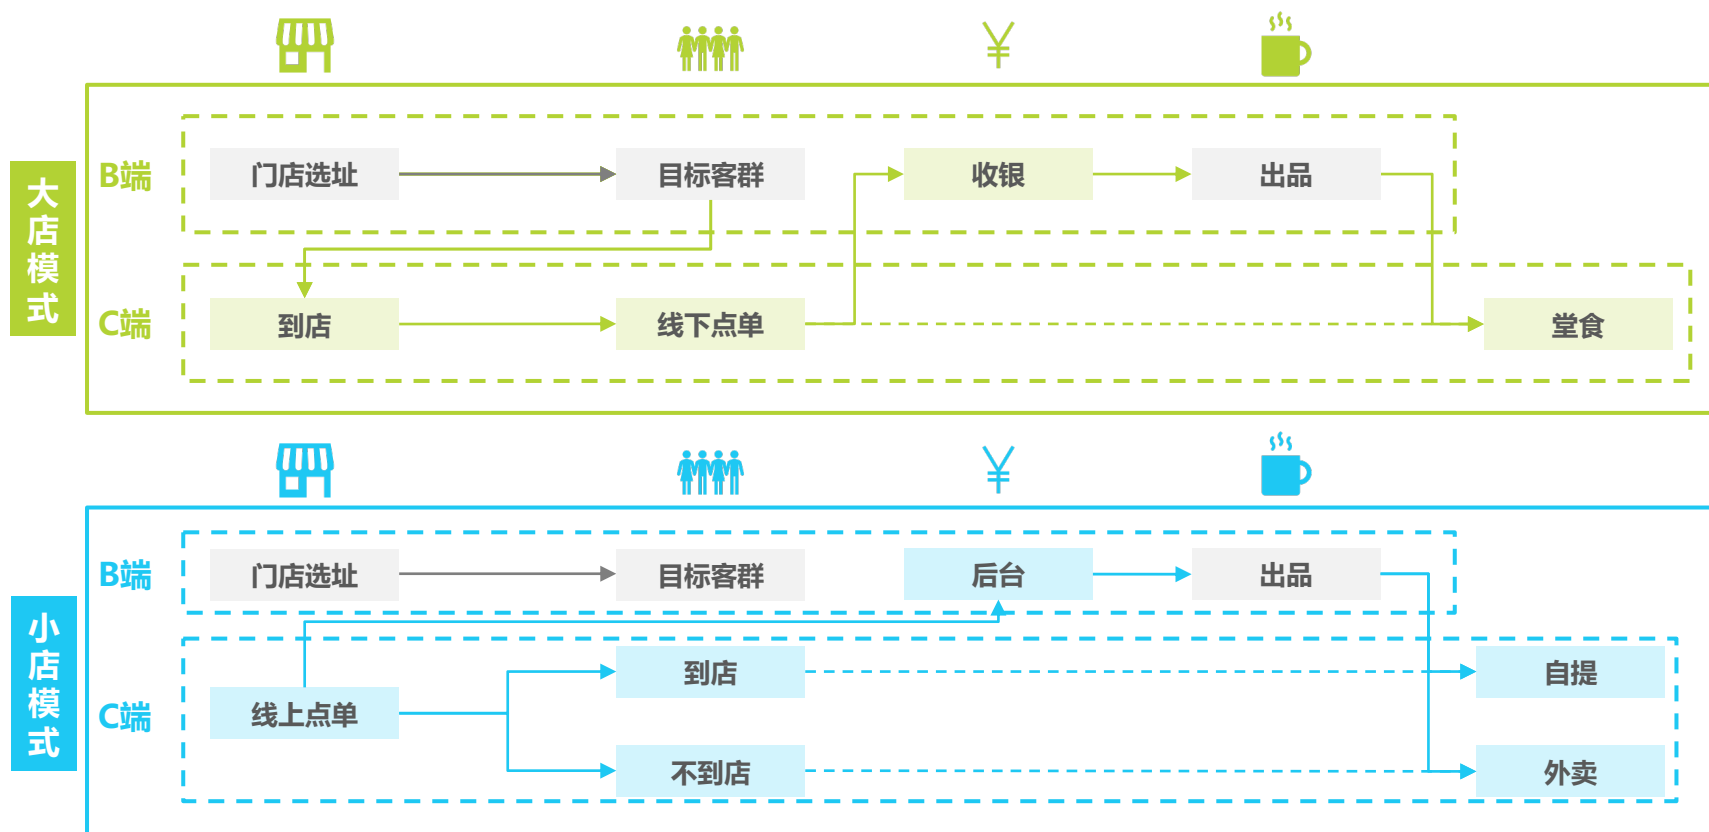 大店模式
B端
门店选址
目标客群
收银
出品
C端
到店
线下点单
堂食
小店模式
B端
门店选址
目标客群
后台
出品
C端
线上点单
到店
自提
不到店
外卖